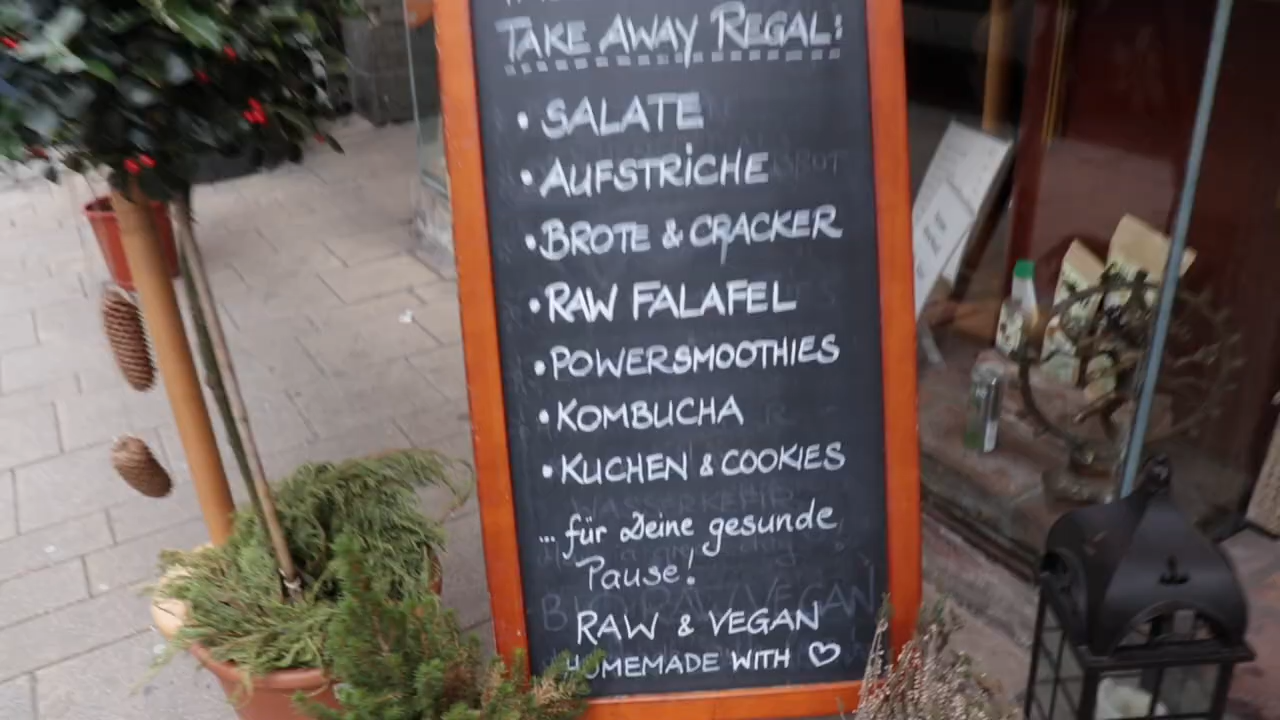 TAKE AWAY REGAL:
• SALATE
• AUFSTRICHE
• BROTE & CRACKER
• RAW FALAFEL
• POWERSMOOTHIES
• KOMBUCHA
• KUCHEN & COOKIES
... für Deine gesunde
Pause!
RAW & VEGAN
HOMEMADE WITH ♡